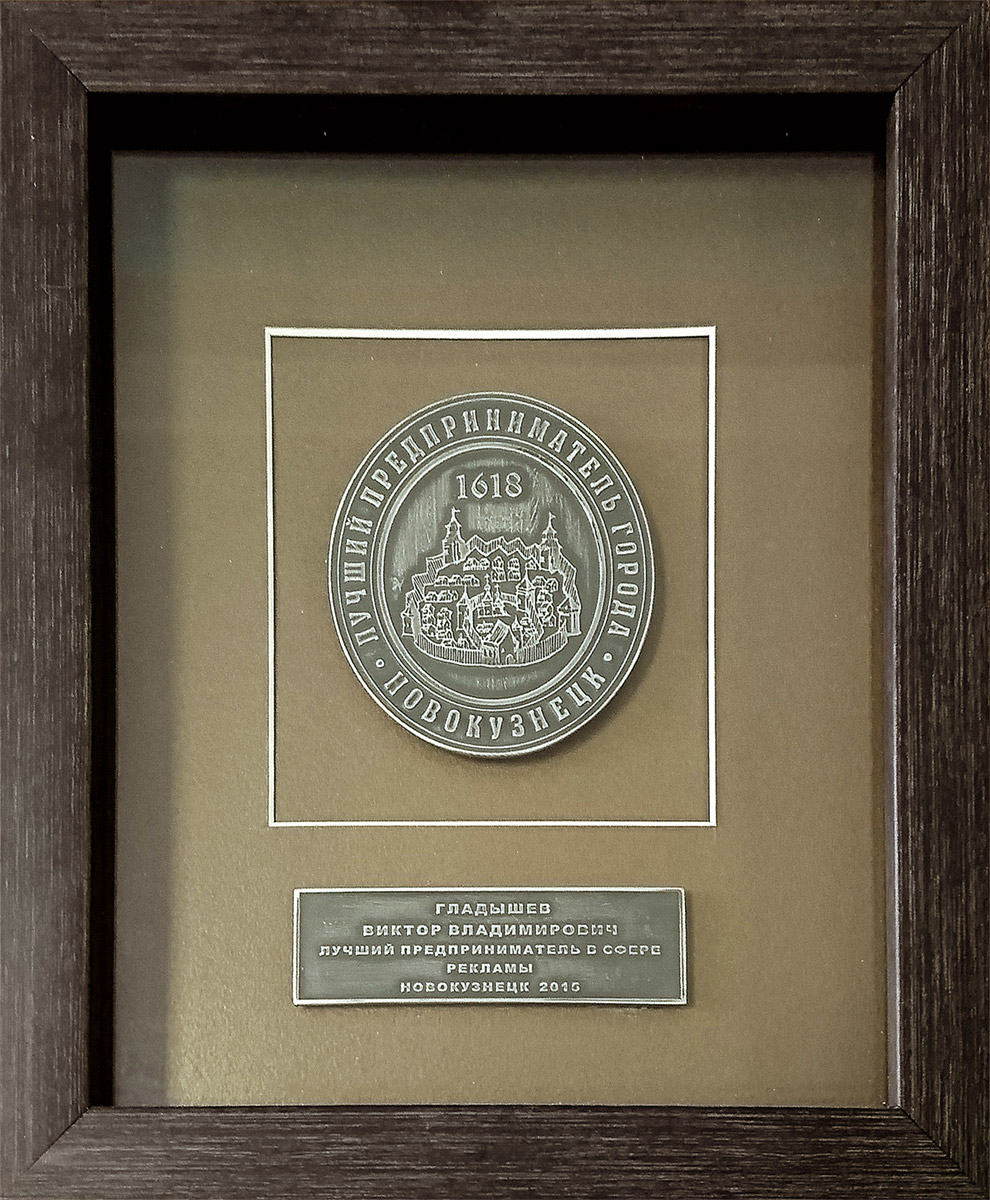 ЛУЧШИЙ ПРЕДПРИНИМАТЕЛЬ ГОРОДА
1618
• НОВОКУЗНЕЦК •
ГЛАДЫШЕВ
ВИКТОР ВЛАДИМИРОВИЧ
ЛУЧШИЙ ПРЕДПРИНИМАТЕЛЬ В СФЕРЕ
РЕКЛАМЫ
НОВОКУЗНЕЦК 2015